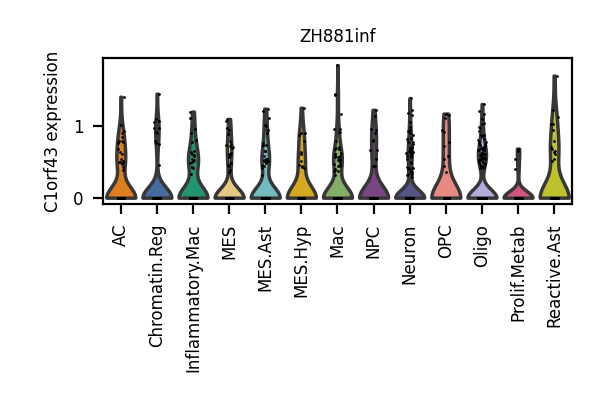 ZH881inf
C1orf43 expression
1
0
AC
Chromatin.Reg
Inflammatory.Mac
MES
MES.Ast
MES.Hyp
Mac
NPC
Neuron
OPC
Oligo
Prolif.Metab
Reactive.Ast